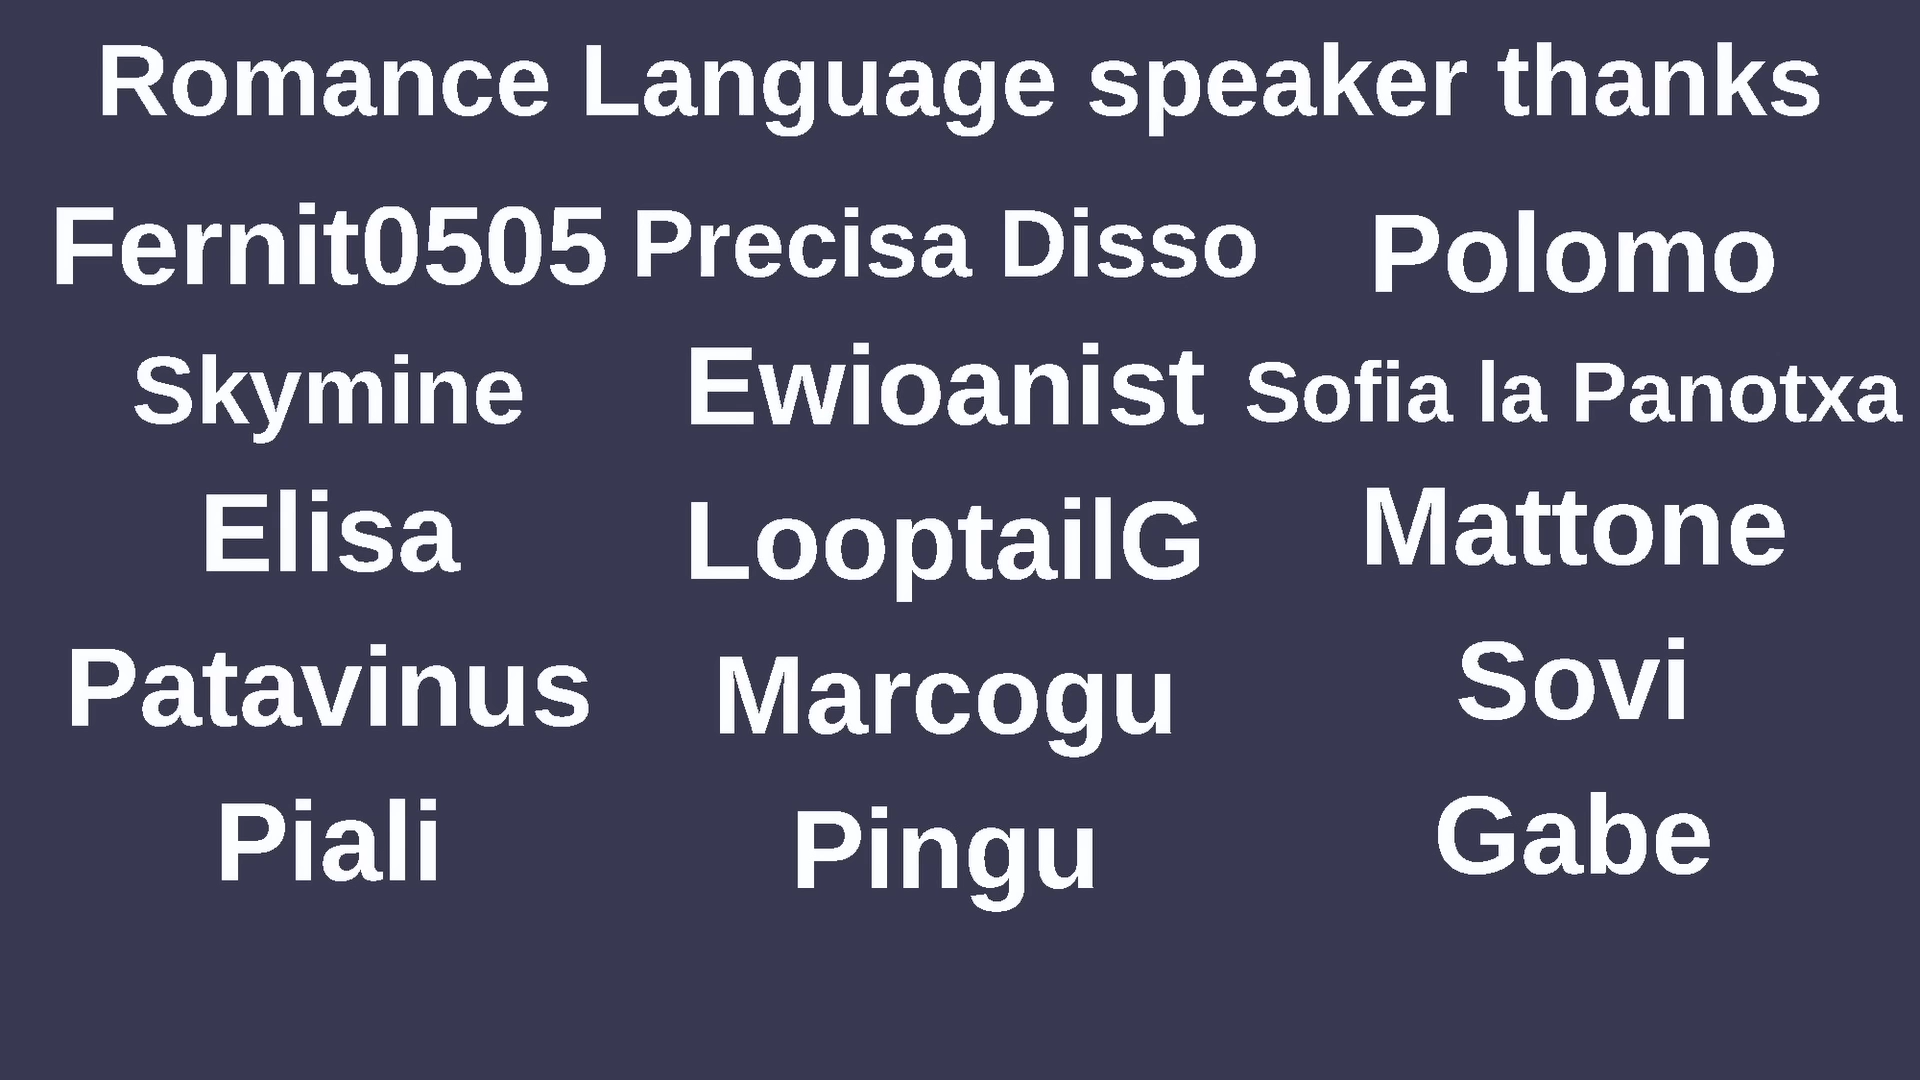 Romance Language speaker thanks
Fernit0505 Precisa Disso Polomo
Skymine Ewioanist Sofia la Panotxa
Elisa LooptailG Mattone
Patavinus Marcogu Sovi
Piali Pingu Gabe